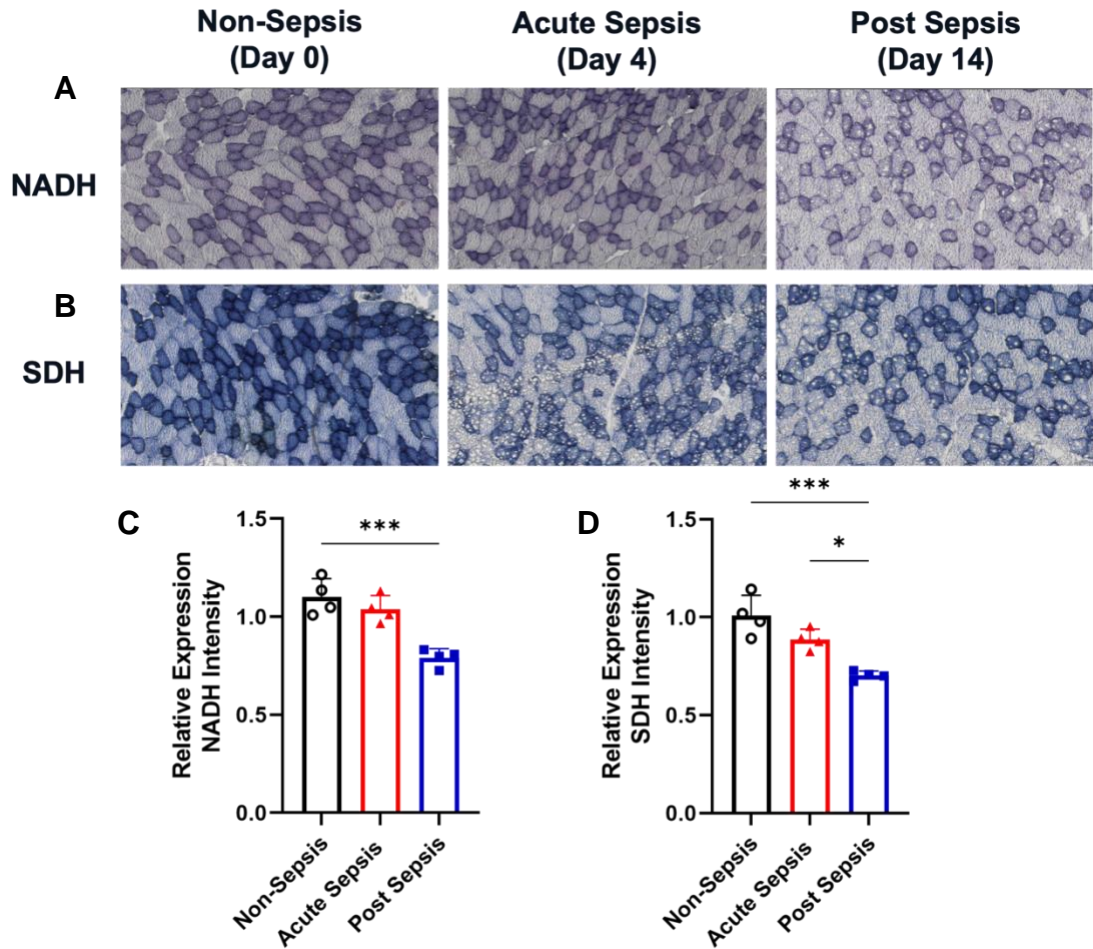 Non-Sepsis
(Day 0)
Acute Sepsis
(Day 4)
Post Sepsis
(Day 14)
A
NADH
B
SDH
C
Relative Expression
NADH Intensity
1.5
1.0
0.5
0.0
***
Non-Sepsis
Acute Sepsis
Post Sepsis
D
Relative Expression
SDH Intensity
1.5
1.0
0.5
0.0
***
*
Non-Sepsis
Acute Sepsis
Post Sepsis